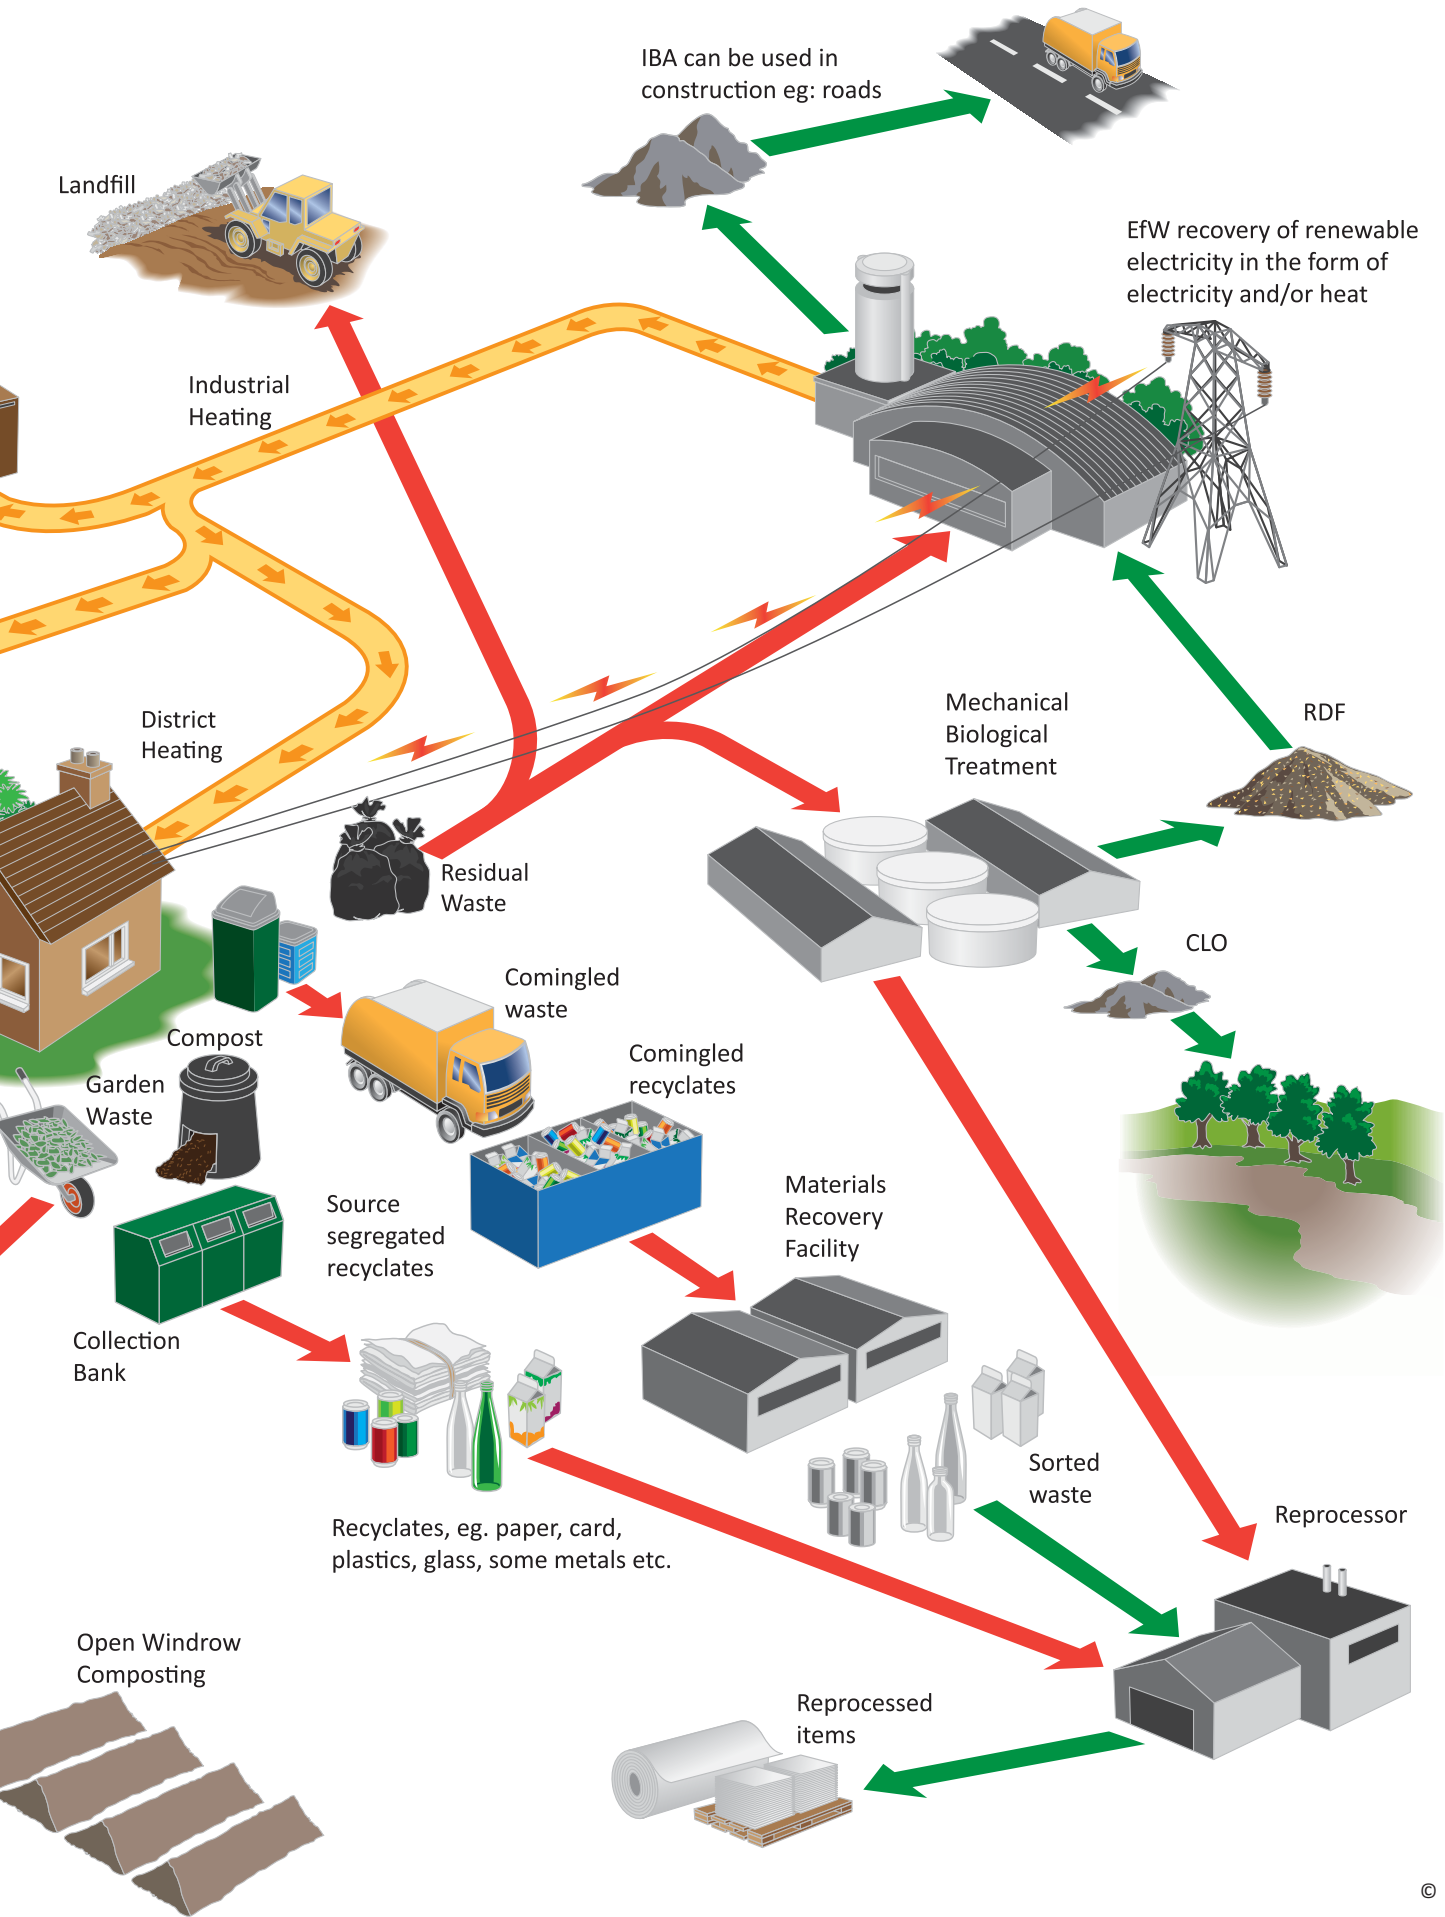 IBA can be used in
construction eg: roads
Landfill
EfW recovery of renewable
electricity in the form of
electricity and/or heat
Industrial
Heating
District
Heating
Mechanical
Biological
Treatment
RDF
Residual
Waste
CLO
Comingled
waste
Compost
Comingled
recyclates
Garden
Waste
Materials
Recovery
Facility
Source
segregated
recyclates
Collection
Bank
Sorted
waste
Reprocessor
Recyclates, eg. paper, card,
plastics, glass, some metals etc.
Open Windrow
Composting
Reprocessed
items
©